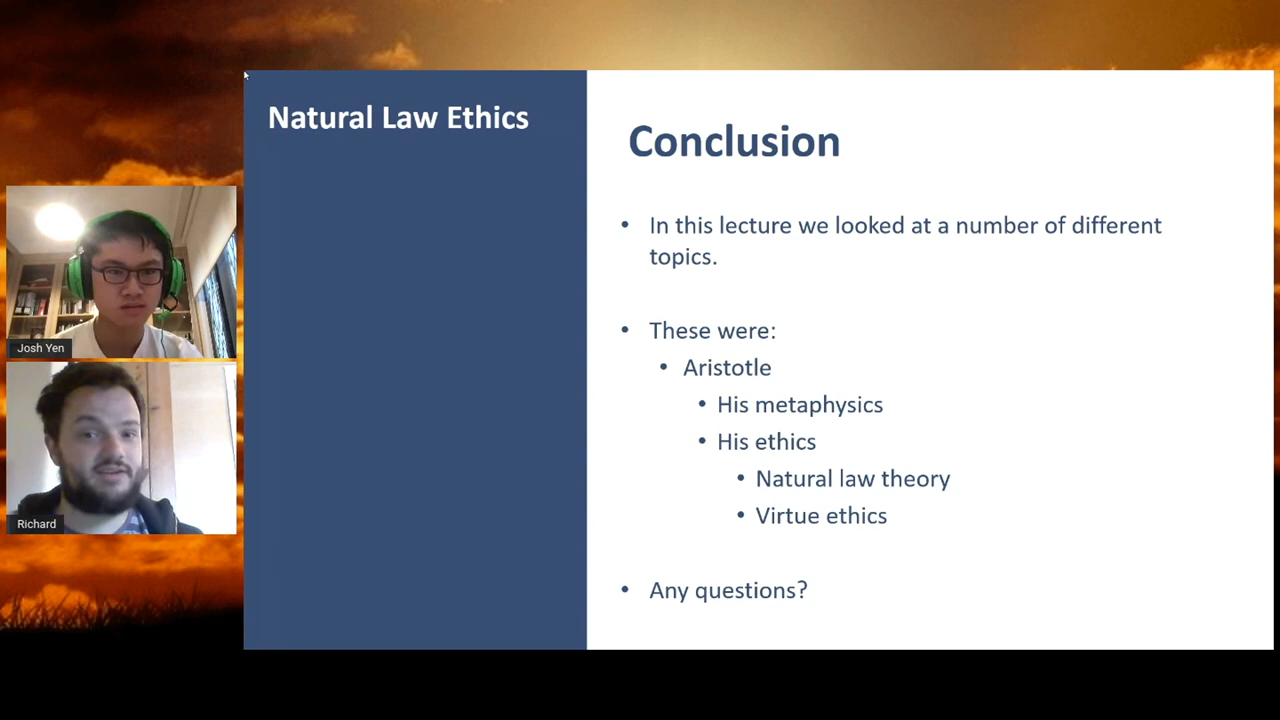 Natural Law Ethics
Conclusion
• In this lecture we looked at a number of different
topics.
• These were:
• Aristotle
• His metaphysics
• His ethics
• Natural law theory
• Virtue ethics
• Any questions?
Josh Yen
Richard